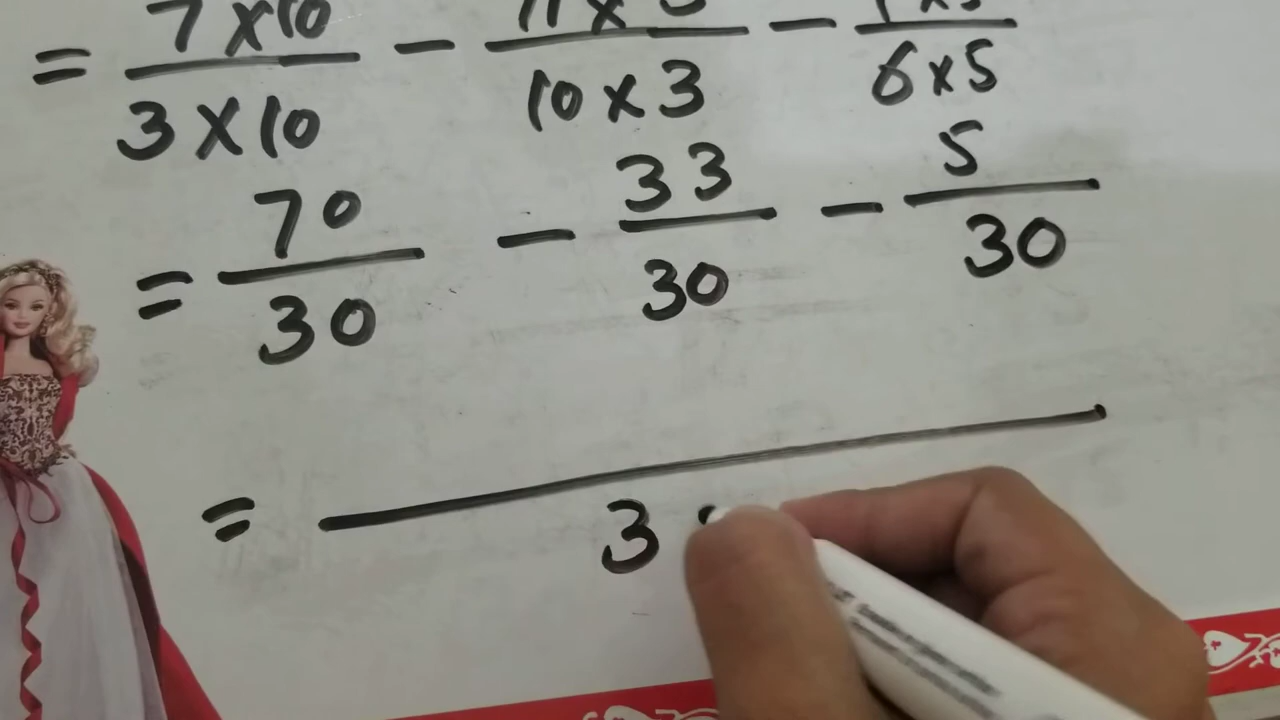 = 7 x 10 / 3 x 10 - 11 x 3 / 10 x 3 - 1 x 5 / 6 x 5
= 70 / 30 - 33 / 30 - 5 / 30
= / 3